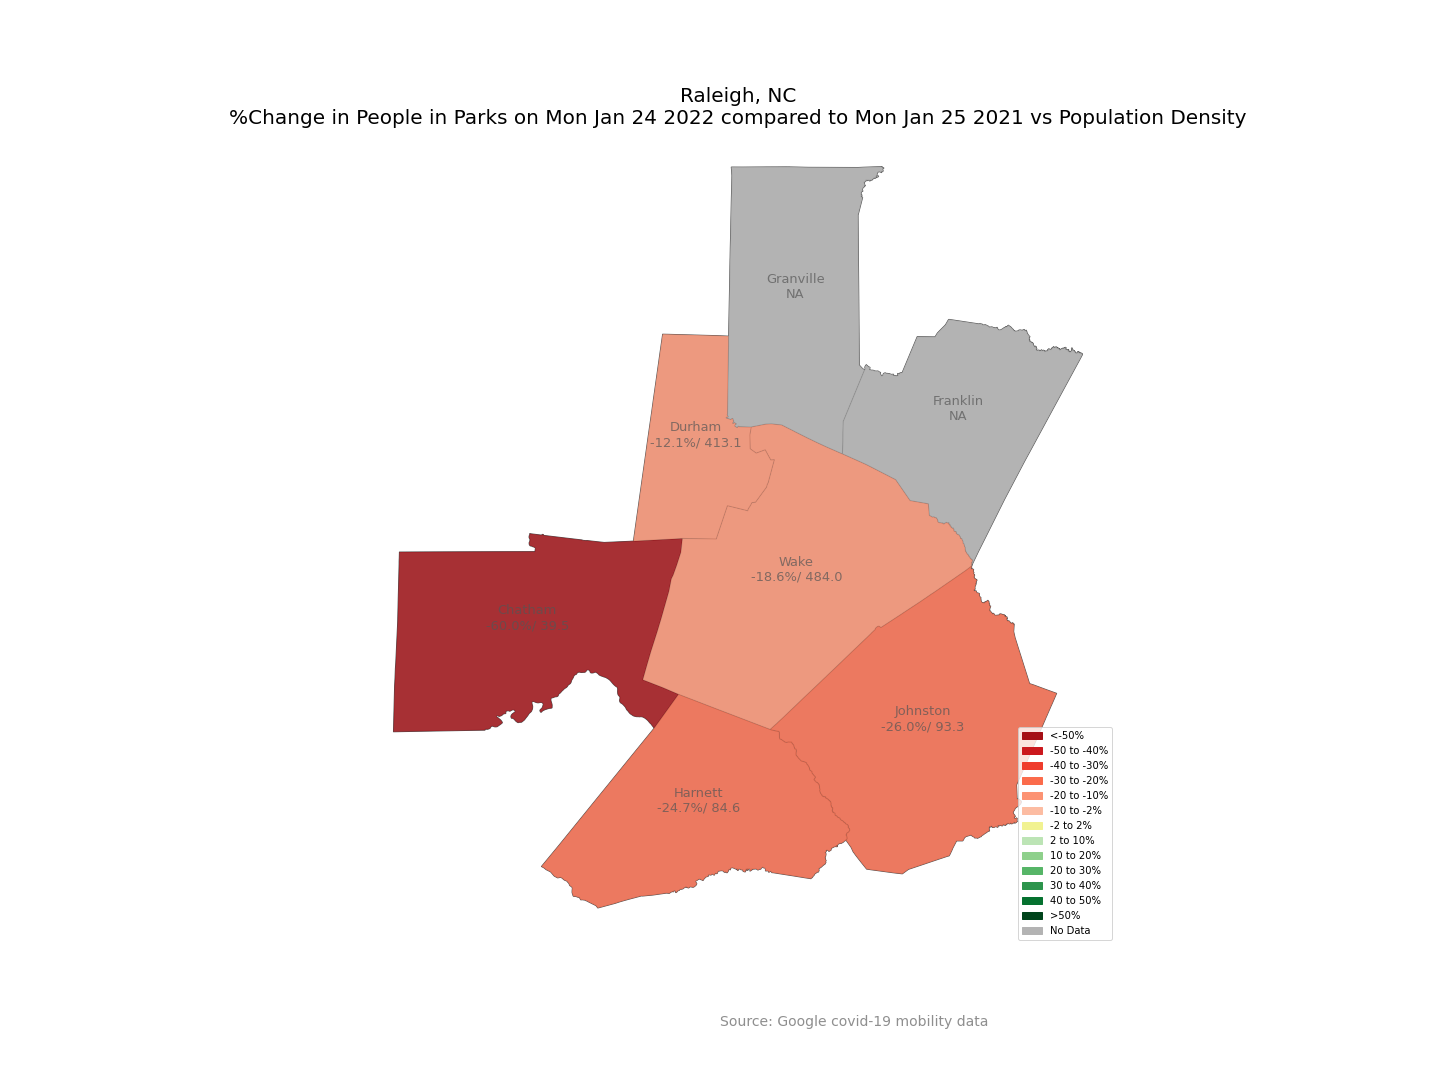 Raleigh, NC
%Change in People in Parks on Mon Jan 24 2022 compared to Mon Jan 25 2021 vs Population Density
Granville
NA
Franklin
NA
Durham
-12.1%/ 413.1
Wake
-18.6%/ 484.0
Johnston
-26.0%/ 93.3
Harnett
-24.7%/ 84.6
<-50%
-50 to -40%
-40 to -30%
-30 to -20%
-20 to -10%
-10 to -2%
-2 to 2%
2 to 10%
10 to 20%
20 to 30%
30 to 40%
40 to 50%
>50%
No Data
Source: Google covid-19 mobility data